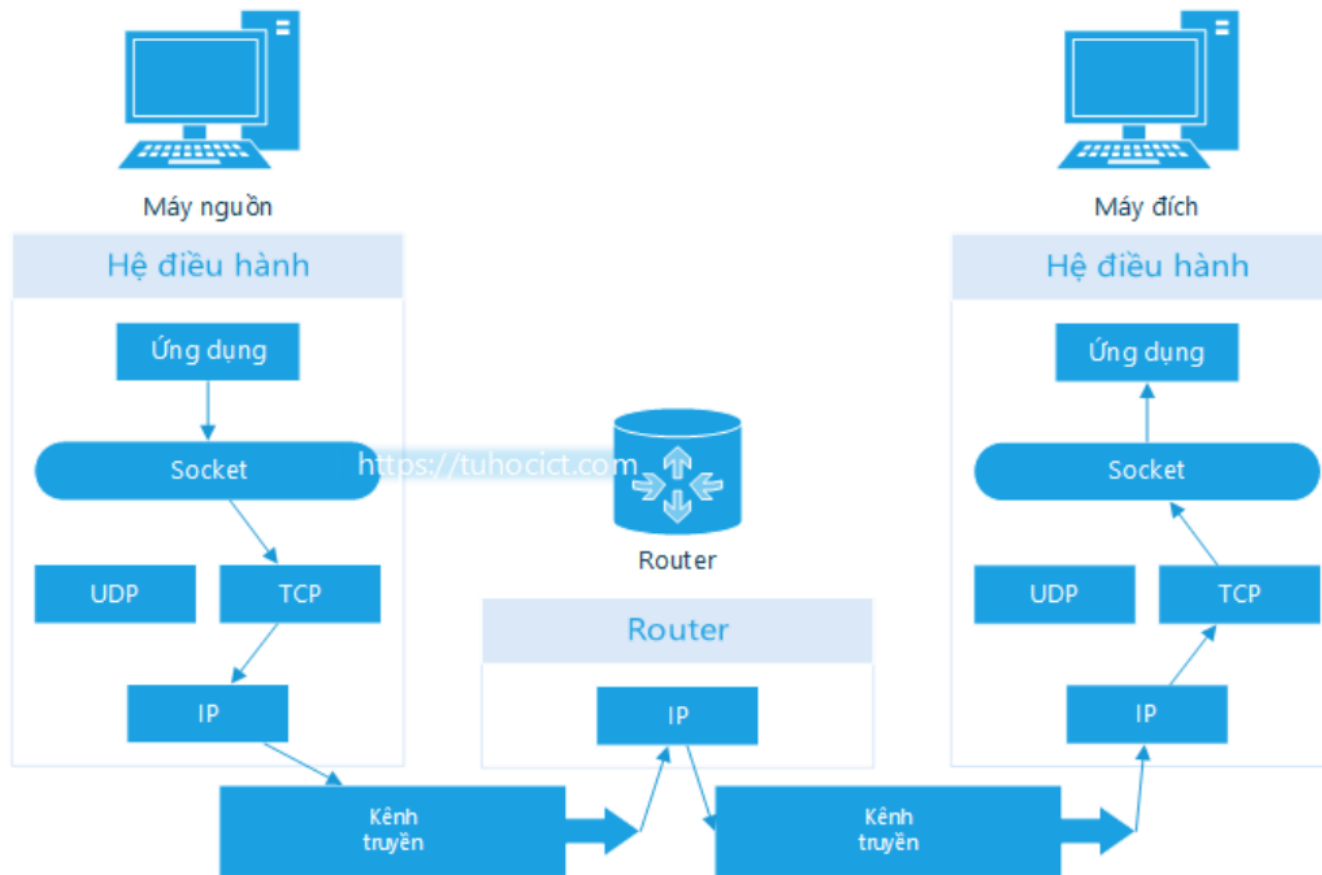 Máy nguồn
Hệ điều hành
Ứng dụng
Socket
UDP
TCP
IP
Kênh
truyền
https://tuhocict.com
Router
Router
IP
Kênh
truyền
Máy đích
Hệ điều hành
Ứng dụng
Socket
UDP
TCP
IP